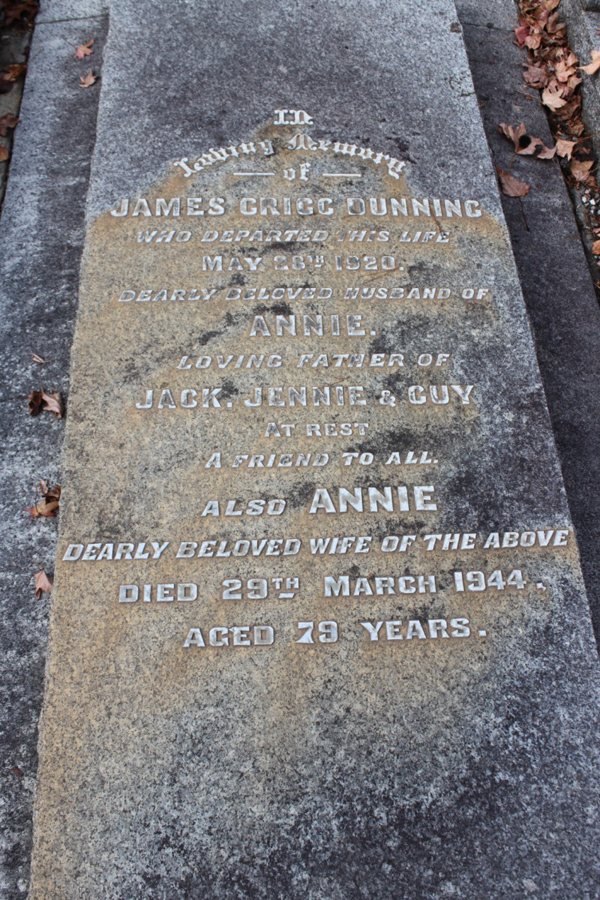 In
Loving Memory
of
JAMES GRIGG DUNNING
WHO DEPARTED THIS LIFE
MAY 28TH 1920.
DEARLY BELOVED HUSBAND OF
ANNIE.
LOVING FATHER OF
JACK, JENNIE & GUY
AT REST
A FRIEND TO ALL.
ALSO ANNIE
DEARLY BELOVED WIFE OF THE ABOVE
DIED 29TH MARCH 1944.
AGED 79 YEARS.